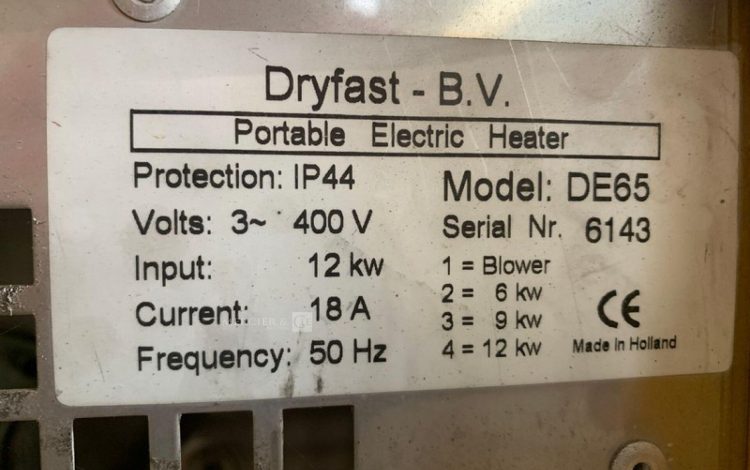 Dryfast - B.V.
Portable Electric Heater
Protection: IP44
Volts: 3~ 400 V
Input: 12 kw
Current: 18 A
Frequency: 50 Hz
Model: DE65
Serial Nr. 6143
1 = Blower
2 = 6 kw
3 = 9 kw
4 = 12 kw
CE
Made in Holland